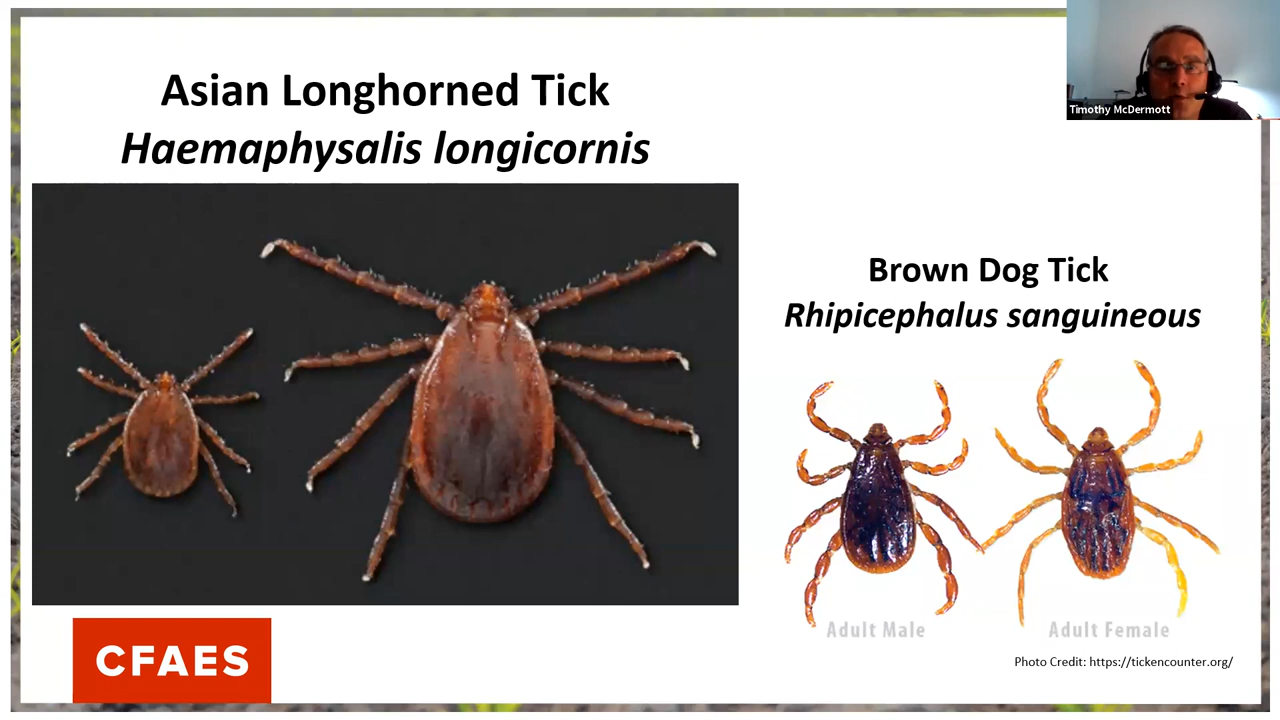 Asian Longhorned Tick
Haemaphysalis longicornis
Timothy McDermott
Brown Dog Tick
Rhipicephalus sanguineous
Adult Male
Adult Female
Photo Credit: https://tickencounter.org/
CFAES